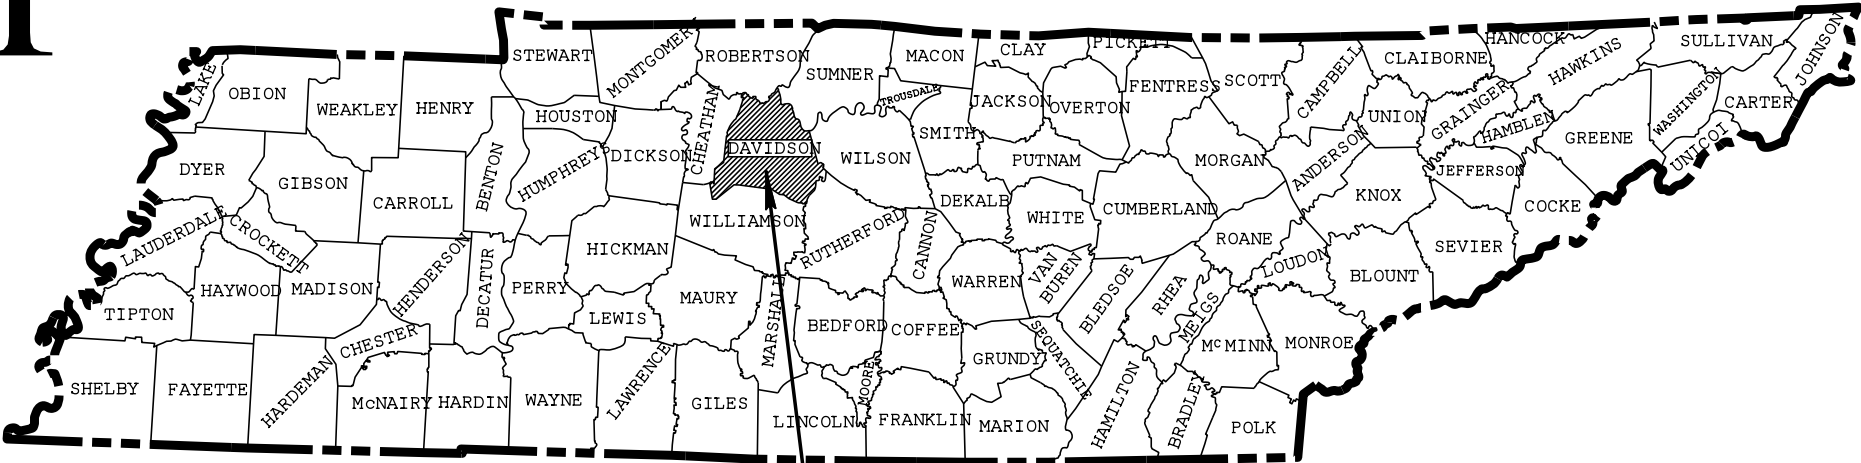 HANCOCK
JOHNSON
PICKETT
SULLIVAN
CLAY
STEWART
MONTGOMERY
ROBERTSON
MACON
CLAIBORNE
HAWKINS
SUMNER
FENTRESS
SCOTT
CAMPBELL
LAKE
OBION
WEAKLEY
HENRY
HOUSTON
CHEATHAM
TROUSDALE
JACKSON
OVERTON
UNION
GRAINGER
HAMBLEN
WASHINGTON
CARTER
SMITH
GREENE
UNICOI
DAVIDSON
DICKSON
WILSON
PUTNAM
MORGAN
ANDERSON
JEFFERSON
DYER
GIBSON
BENTON
HUMPHREYS
CARROLL
DEKALB
WHITE
CUMBERLAND
KNOX
COCKE
LAUDERDALE
CROCKETT
WILLIAMSON
RUTHERFORD
CANNON
ROANE
SEVIER
HICKMAN
LOUDON
BLOUNT
HENDERSON
DECATUR
HAYWOOD
MADISON
PERRY
MAURY
WARREN
VAN
BUREN
BLEDSOE
RHEA
MEIGS
TIPTON
LEWIS
MARSHALL
BEDFORD
COFFEE
CHESTER
GRUNDY
SEQUATCHIE
McMINN
MONROE
SHELBY
FAYETTE
HARDEMAN
McNAIRY
HARDIN
WAYNE
LAWRENCE
GILES
LINCOLN
MOORE
FRANKLIN
MARION
HAMILTON
BRADLEY
POLK